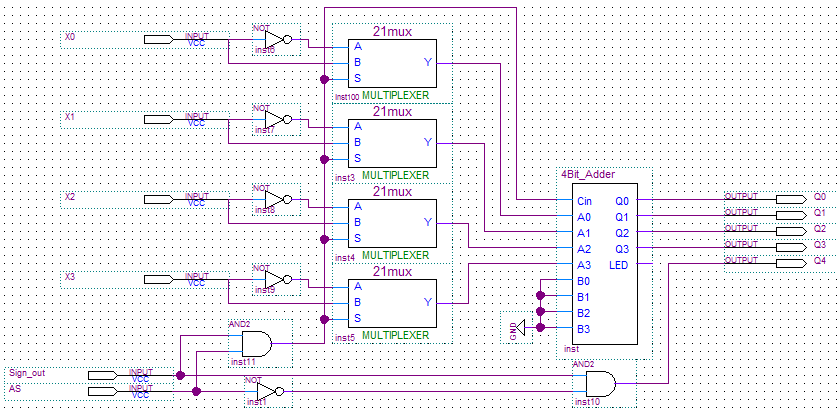 X0
INPUT
VCC
NOT
inst6
21mux
A
B
S
Y
inst100
MULTIPLEXER
X1
INPUT
VCC
NOT
inst7
21mux
A
B
S
Y
inst3
MULTIPLEXER
X2
INPUT
VCC
NOT
inst8
21mux
A
B
S
Y
inst4
MULTIPLEXER
X3
INPUT
VCC
NOT
inst9
21mux
A
B
S
Y
inst5
MULTIPLEXER
4Bit_Adder
Cin
A0
A1
A2
A3
B0
B1
B2
B3
Q0
Q1
Q2
Q3
LED
inst
GND
OUTPUT Q0
OUTPUT Q1
OUTPUT Q2
OUTPUT Q3
OUTPUT Q4
AND2
inst11
Sign_out
INPUT
VCC
AS
INPUT
VCC
NOT
inst1
AND2
inst10